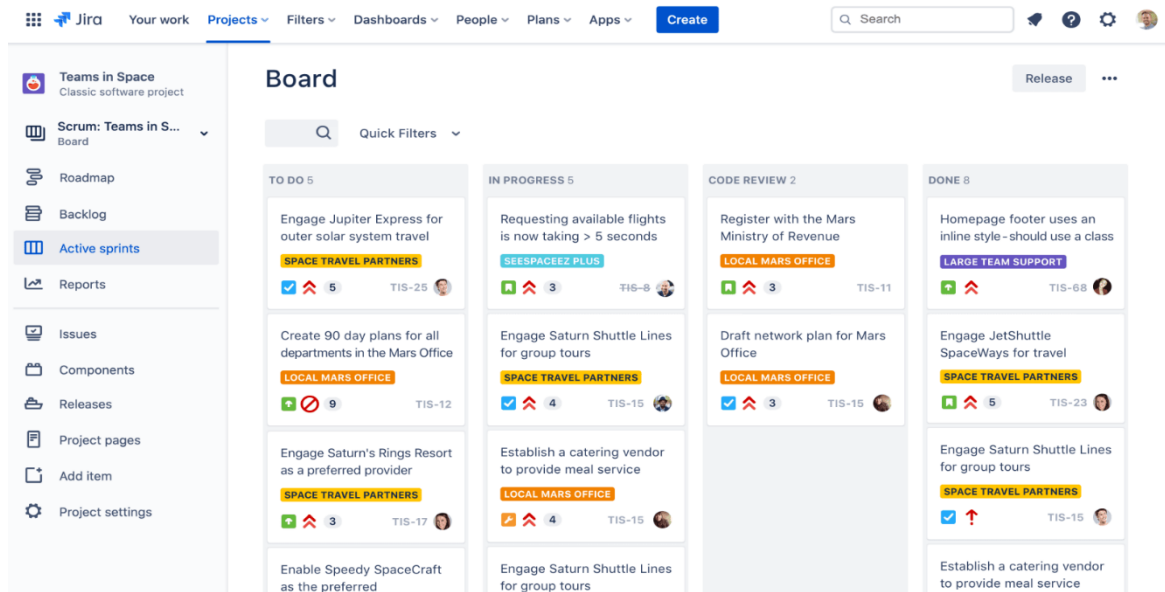 Jira
Your work
Projects
Filters
Dashboards
People
Plans
Apps
Create
Search
Teams in Space
Classic software project
Scrum: Teams in S...
Board
Roadmap
Backlog
Active sprints
Reports
Issues
Components
Releases
Project pages
Add item
Project settings
Board
Release
Quick Filters
TO DO 5
Engage Jupiter Express for
outer solar system travel
SPACE TRAVEL PARTNERS
5 TIS-25
Create 90 day plans for all
departments in the Mars Office
LOCAL MARS OFFICE
9 TIS-12
Engage Saturn's Rings Resort
as a preferred provider
SPACE TRAVEL PARTNERS
3 TIS-17
Enable Speedy SpaceCraft
as the preferred
IN PROGRESS 5
Requesting available flights
is now taking > 5 seconds
SEESPACEEZ PLUS
3 TIS-8
Engage Saturn Shuttle Lines
for group tours
SPACE TRAVEL PARTNERS
4 TIS-15
Establish a catering vendor
to provide meal service
LOCAL MARS OFFICE
4 TIS-15
Engage Saturn Shuttle Lines
for group tours
CODE REVIEW 2
Register with the Mars
Ministry of Revenue
LOCAL MARS OFFICE
3 TIS-11
Draft network plan for Mars
Office
LOCAL MARS OFFICE
3 TIS-15
DONE 8
Homepage footer uses an
inline style-should use a class
LARGE TEAM SUPPORT
TIS-68
Engage JetShuttle
SpaceWays for travel
SPACE TRAVEL PARTNERS
5 TIS-23
Engage Saturn Shuttle Lines
for group tours
SPACE TRAVEL PARTNERS
TIS-15
Establish a catering vendor
to provide meal service